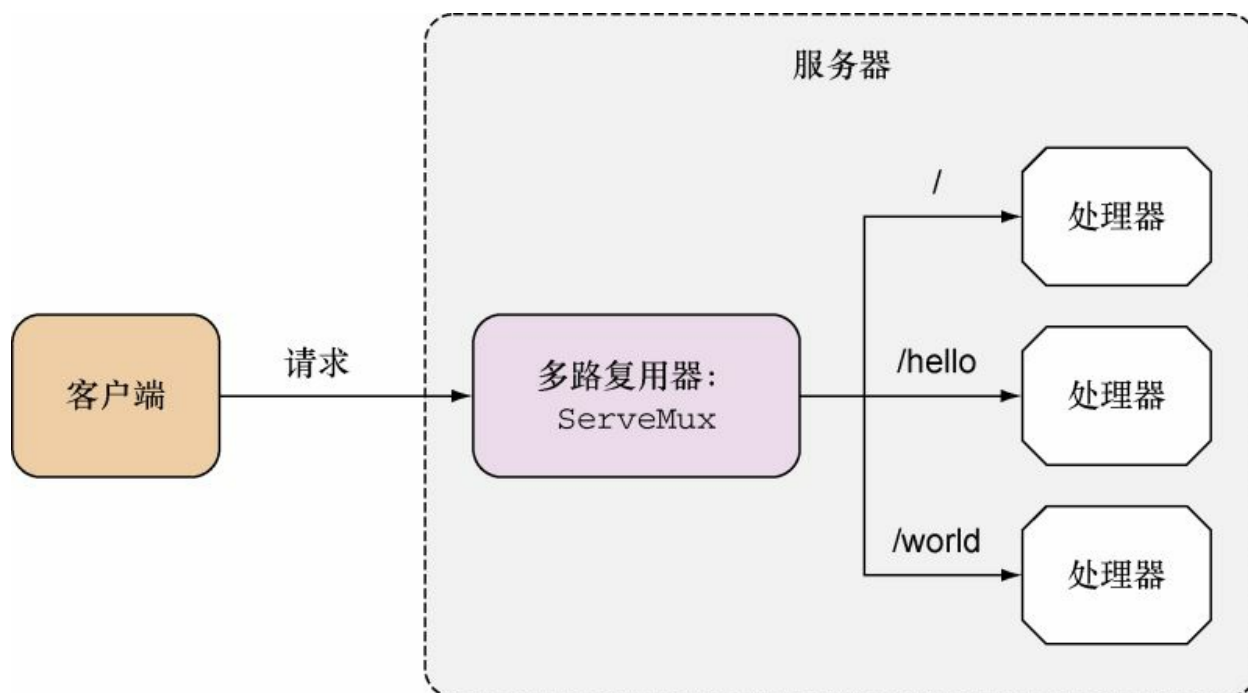 服务器
/
处理器
客户端
请求
多路复用器:
ServeMux
/hello
处理器
/world
处理器